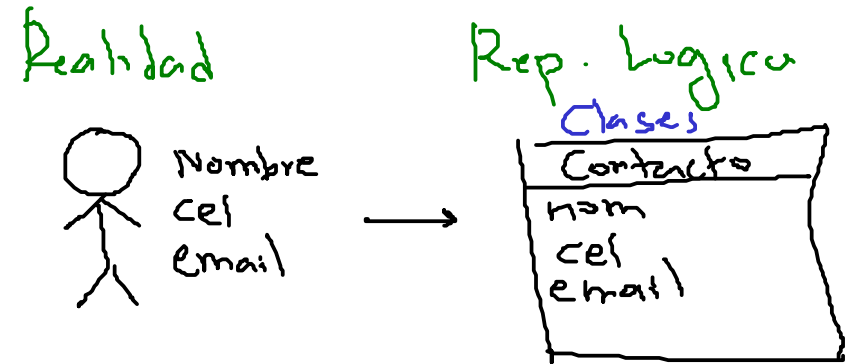 Realidad
Rep. Logica
Clases
Contacto
Nombre
cel
email
nom
cel
email